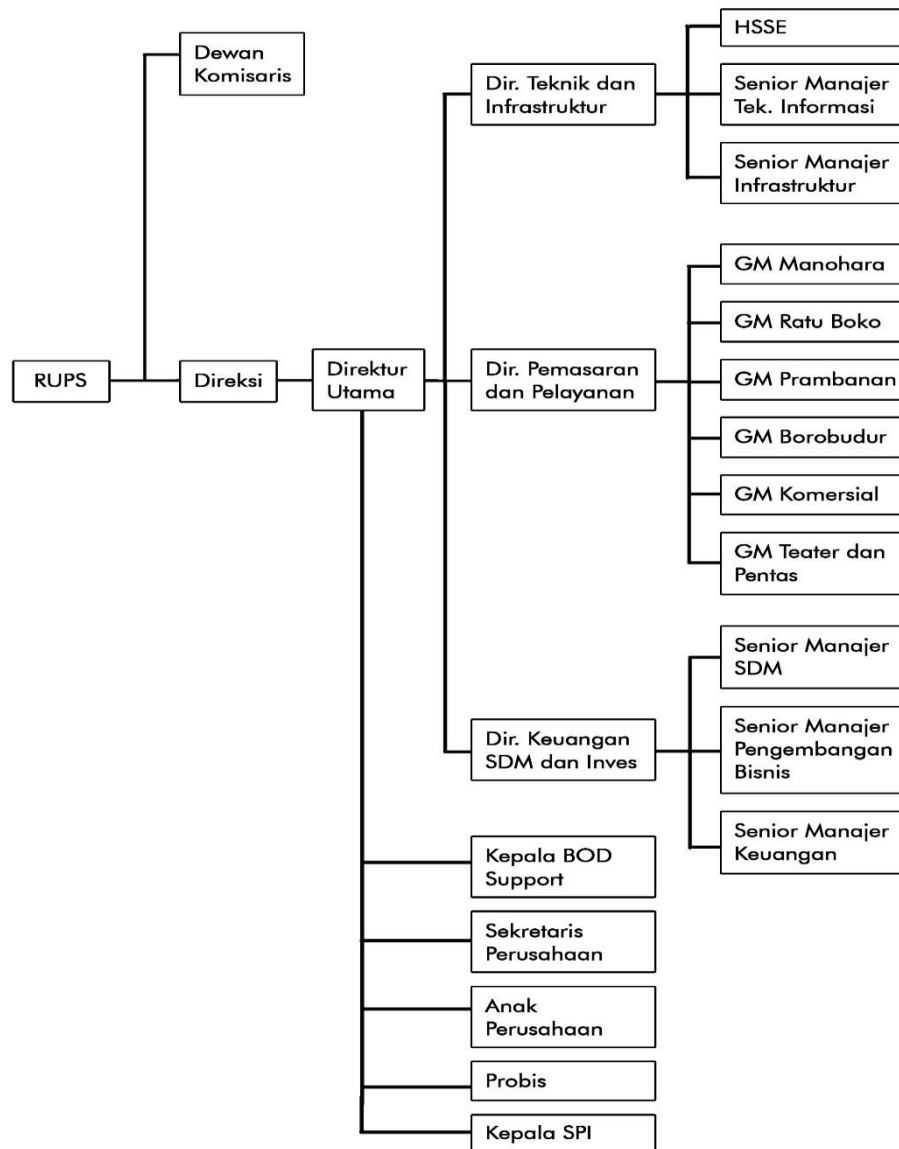 HSSE
Dewan
Komisaris
Dir. Teknik dan
Infrastruktur
Senior Manajer
Tek. Informasi
Senior Manajer
Infrastruktur
GM Manohara
GM Ratu Boko
RUPS
Direksi
Direktur
Utama
Dir. Pemasaran
dan Pelayanan
GM Prambanan
GM Borobudur
GM Komersial
GM Teater dan
Pentas
Senior Manajer
SDM
Dir. Keuangan
SDM dan Inves
Senior Manajer
Pengembangan
Bisnis
Senior Manajer
Keuangan
Kepala BOD
Support
Sekretaris
Perusahaan
Anak
Perusahaan
Probis
Kepala SPI